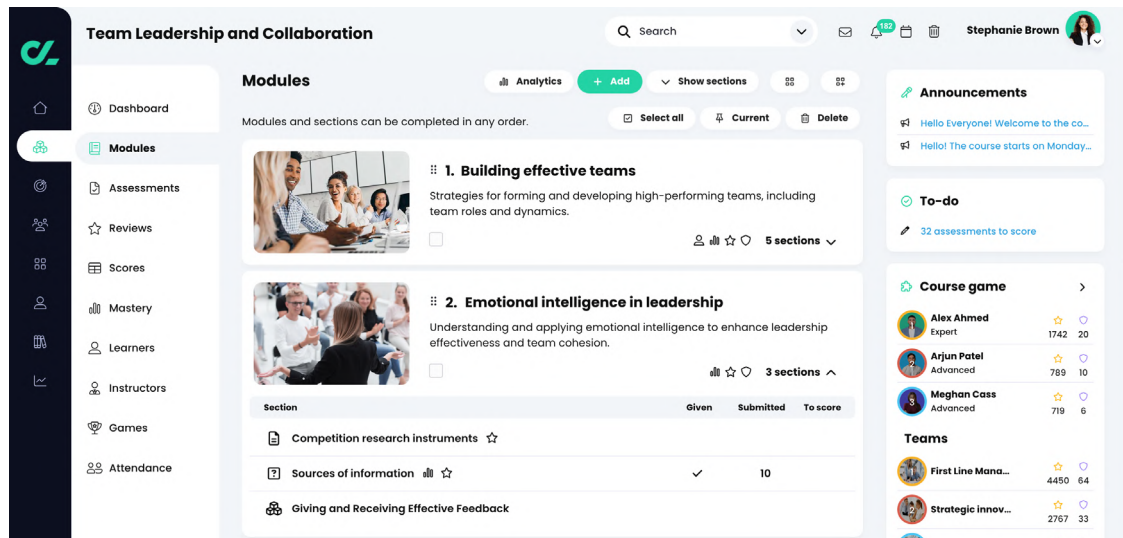 Team Leadership and Collaboration
Search
182
Stephanie Brown
Dashboard
Modules
Assessments
Reviews
Scores
Mastery
Learners
Instructors
Games
Attendance
Modules
Analytics
+ Add
Show sections
Modules and sections can be completed in any order.
Select all
Current
Delete
1. Building effective teams
Strategies for forming and developing high-performing teams, including
team roles and dynamics.
5 sections
2. Emotional intelligence in leadership
Understanding and applying emotional intelligence to enhance leadership
effectiveness and team cohesion.
3 sections
Section Given Submitted To score
Competition research instruments
Sources of information 10
Giving and Receiving Effective Feedback
Announcements
Hello Everyone! Welcome to the co...
Hello! The course starts on Monday...
To-do
32 assessments to score
Course game
Alex Ahmed
Expert
1742 20
2
Arjun Patel
Advanced
789 10
3
Meghan Cass
Advanced
719 6
Teams
1
First Line Mana...
4450 64
2
Strategic innov...
2767 33